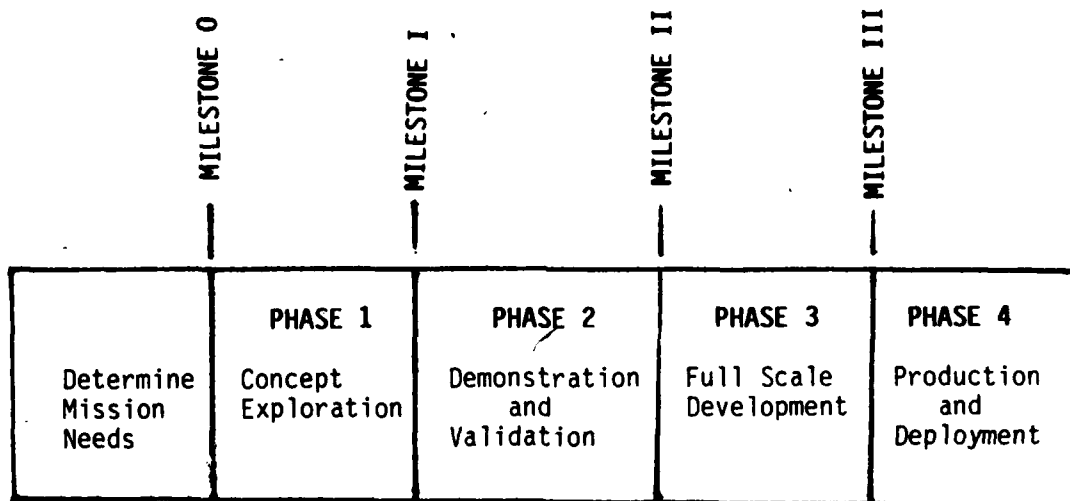 MILESTONE 0
MILESTONE I
MILESTONE II
MILESTONE III
PHASE 1
PHASE 2
PHASE 3
PHASE 4
Determine
Mission
Needs
Concept
Exploration
Demonstration
and
Validation
Full Scale
Development
Production
and
Deployment